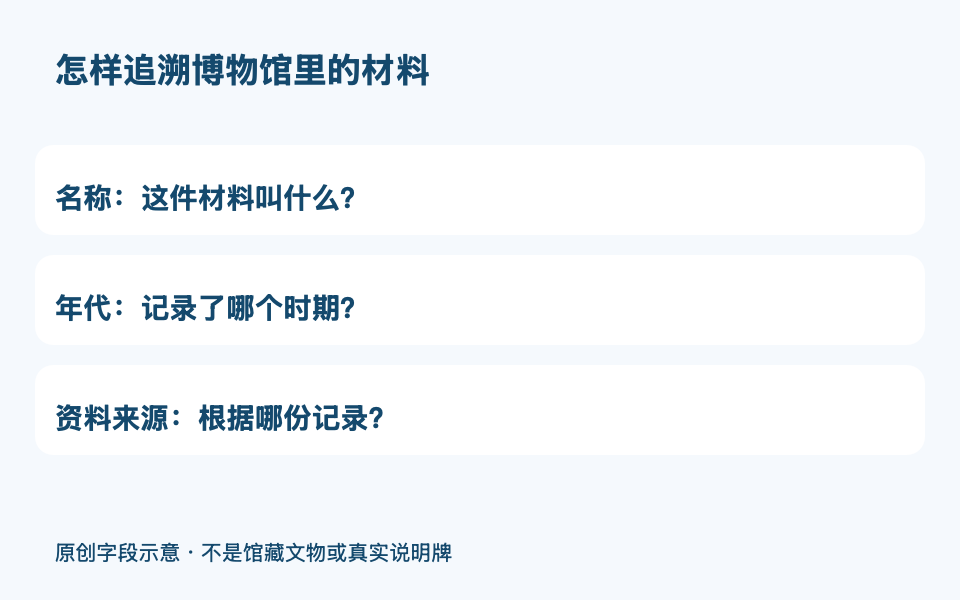 怎样追溯博物馆里的材料
名称：这件材料叫什么？
年代：记录了哪个时期？
资料来源：根据哪份记录？
原创字段示意 · 不是馆藏文物或真实说明牌